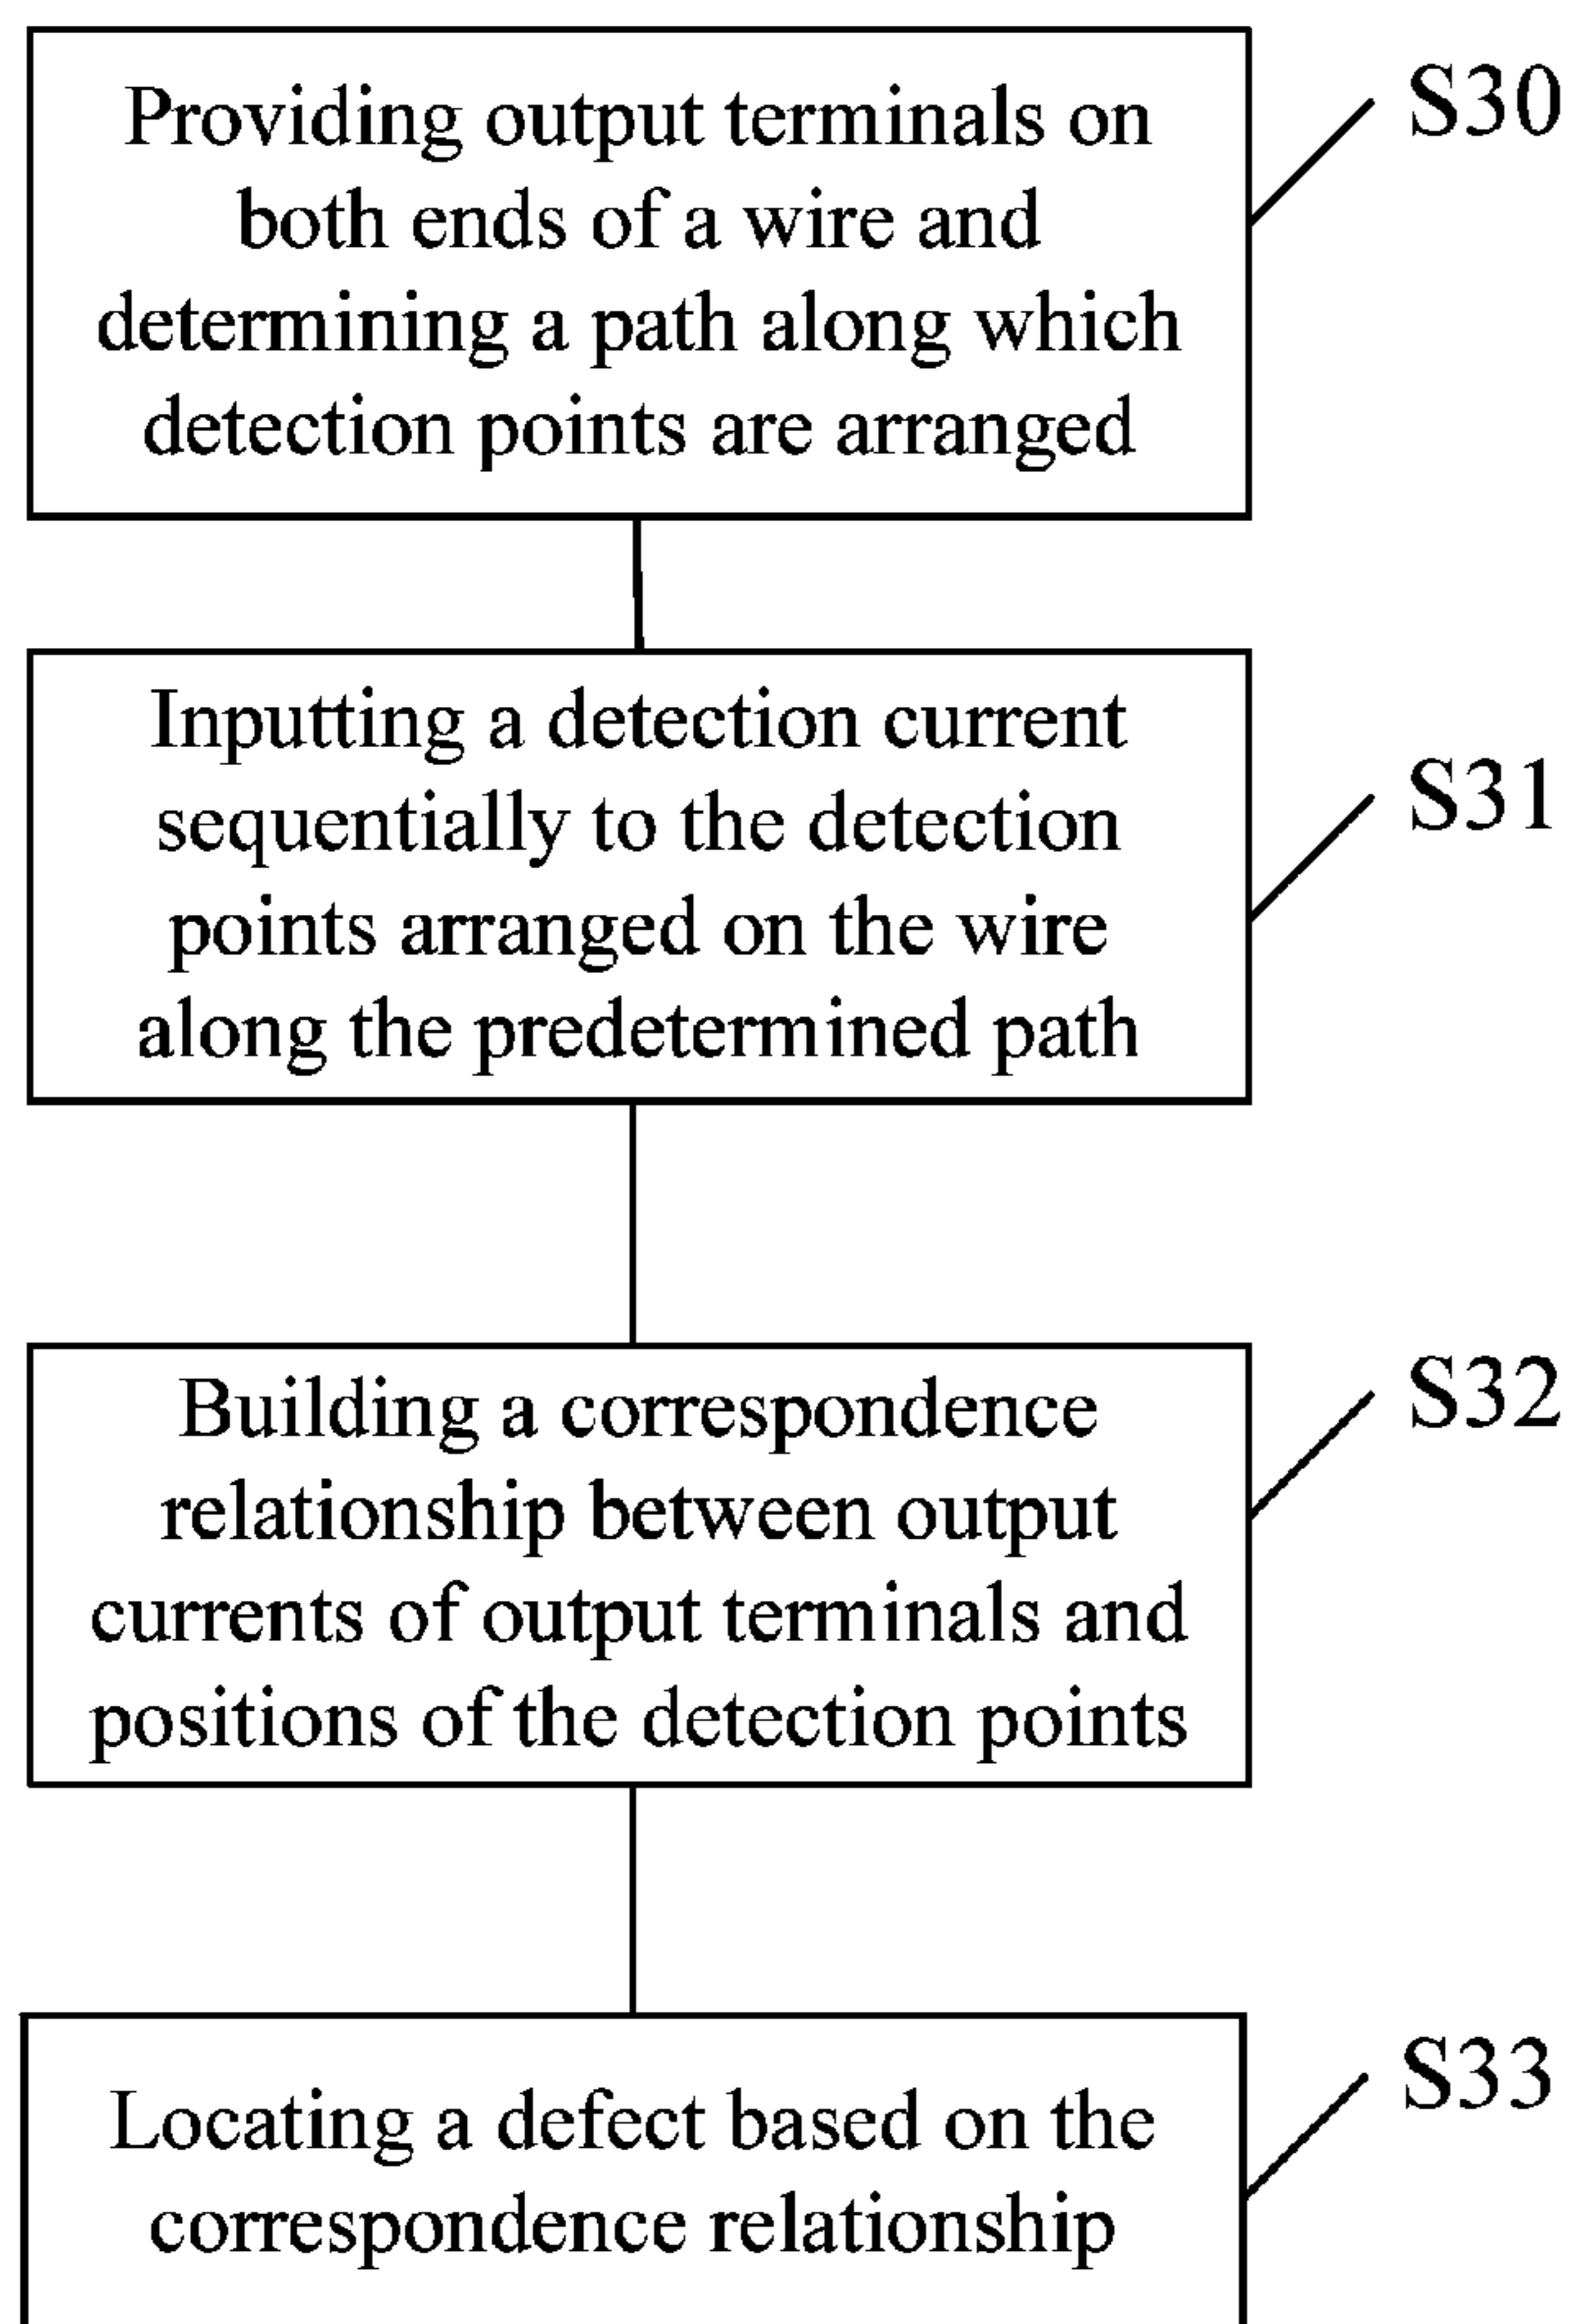 Providing output terminals on
both ends of a wire and
determining a path along which
detection points are arranged
S30
Inputting a detection current
sequentially to the detection
points arranged on the wire
along the predetermined path
S31
Building a correspondence
relationship between output
currents of output terminals and
positions of the detection points
S32
Locating a defect based on the
correspondence relationship
S33